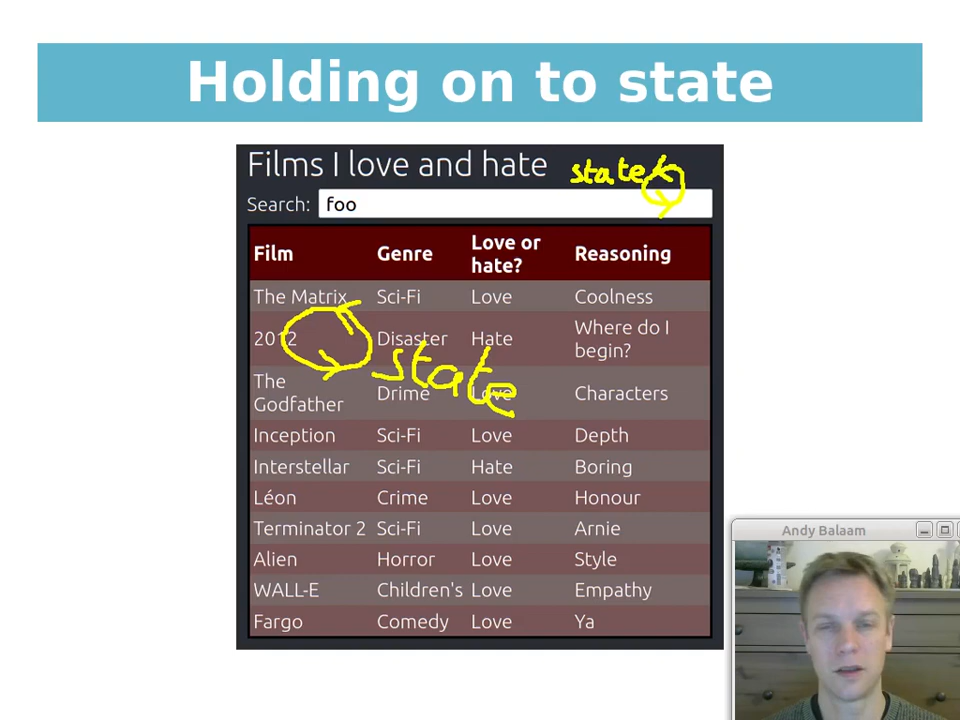 Holding on to state
Films I love and hate
state
Search: foo
Film Genre Love or hate? Reasoning
The Matrix Sci-Fi Love Coolness
2012 Disaster Hate Where do I begin?
state
The Godfather Drime Love Characters
Inception Sci-Fi Love Depth
Interstellar Sci-Fi Hate Boring
Léon Crime Love Honour
Terminator 2 Sci-Fi Love Arnie
Alien Horror Love Style
WALL-E Children's Love Empathy
Fargo Comedy Love Ya
Andy Balaam